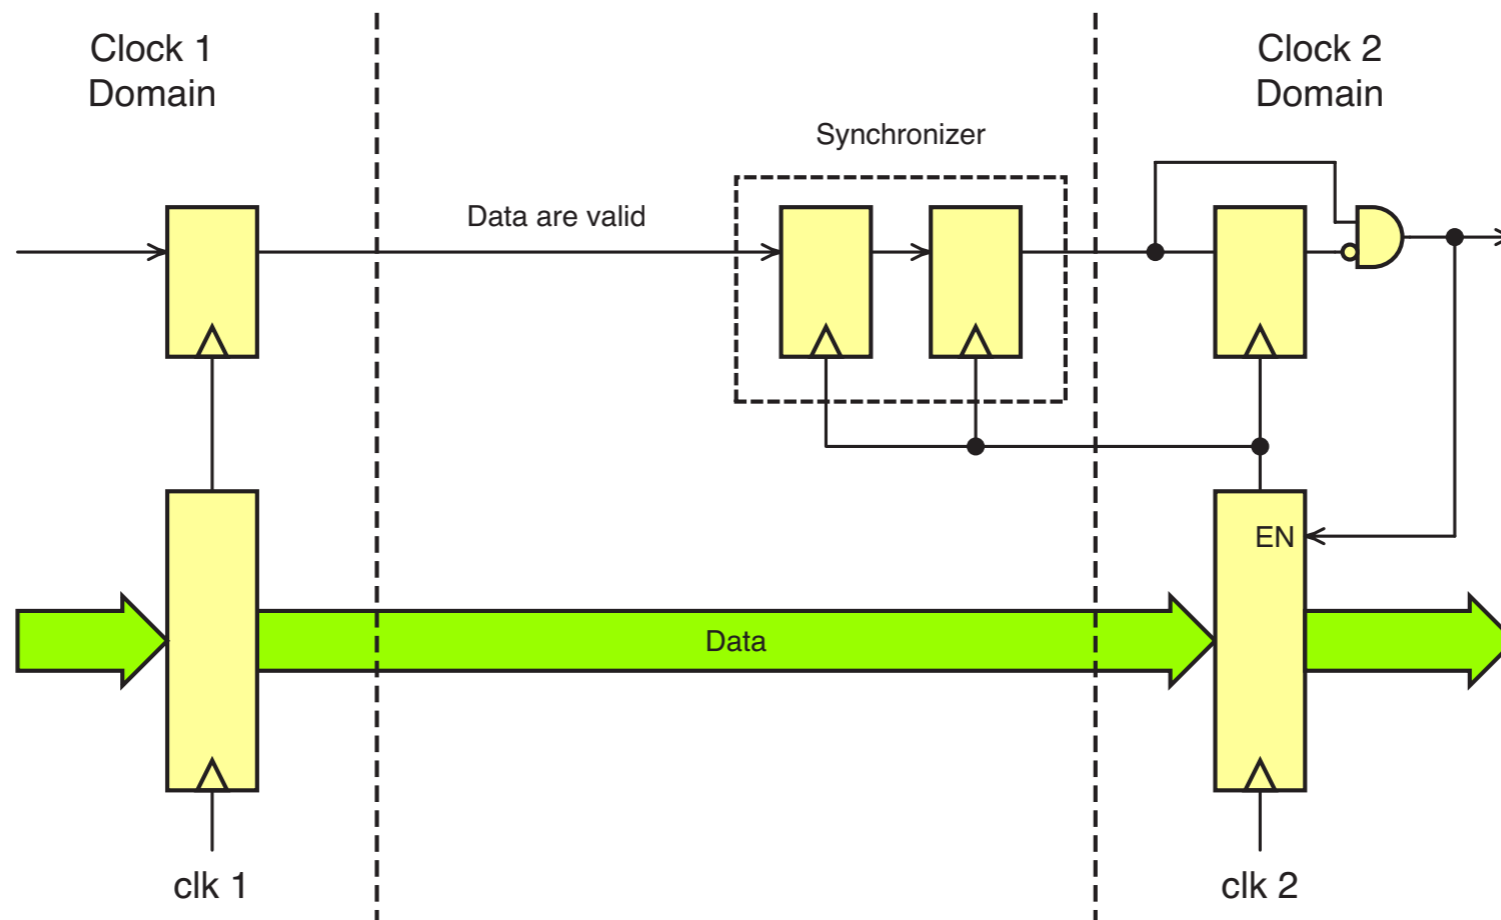 Clock 1
Domain
Clock 2
Domain
Synchronizer
Data are valid
EN
Data
clk 1
clk 2